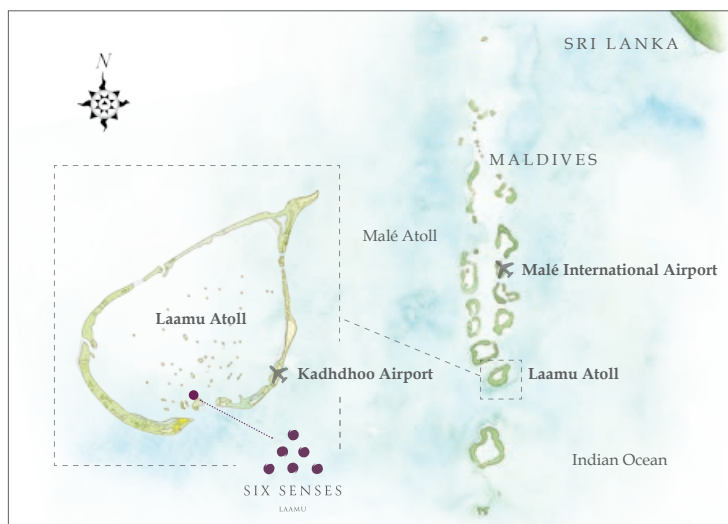 N
SRI LANKA
MALDIVES
Malé Atoll
Malé International Airport
Laamu Atoll
Kadhdhoo Airport
Laamu Atoll
Indian Ocean
SIX SENSES
LAAMU